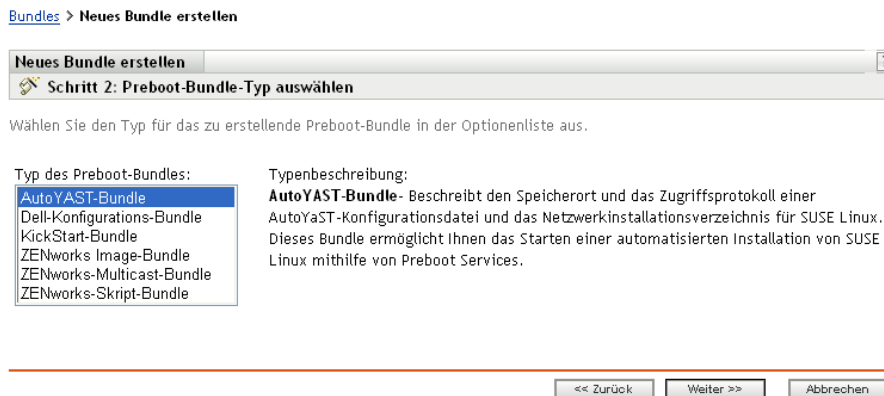 Bundles > Neues Bundle erstellen
Neues Bundle erstellen
Schritt 2: Preboot-Bundle-Typ auswählen
Wählen Sie den Typ für das zu erstellende Preboot-Bundle in der Optionenliste aus.
Typ des Preboot-Bundles:
AutoYAST-Bundle
Dell-Konfigurations-Bundle
KickStart-Bundle
ZENworks Image-Bundle
ZENworks-Multicast-Bundle
ZENworks-Skript-Bundle
Typenbeschreibung:
AutoYAST-Bundle- Beschreibt den Speicherort und das Zugriffsprotokoll einer
AutoYaST-Konfigurationsdatei und das Netzwerkinstallationsverzeichnis für SUSE Linux.
Dieses Bundle ermöglicht Ihnen das Starten einer automatisierten Installation von SUSE
Linux mithilfe von Preboot Services.
<< Zurück
Weiter >>
Abbrechen